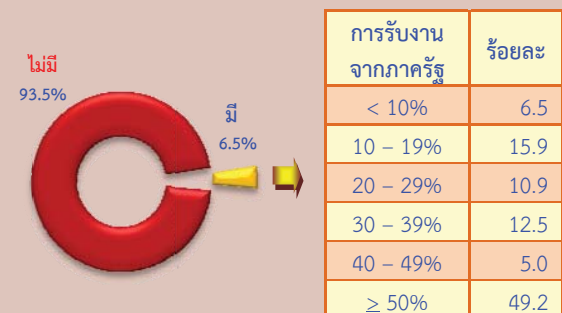 ไม่มี
93.5%
มี
6.5%
การรับงาน
จากภาครัฐ
ร้อยละ
< 10% 6.5
10 – 19% 15.9
20 – 29% 10.9
30 – 39% 12.5
40 – 49% 5.0
≥ 50% 49.2